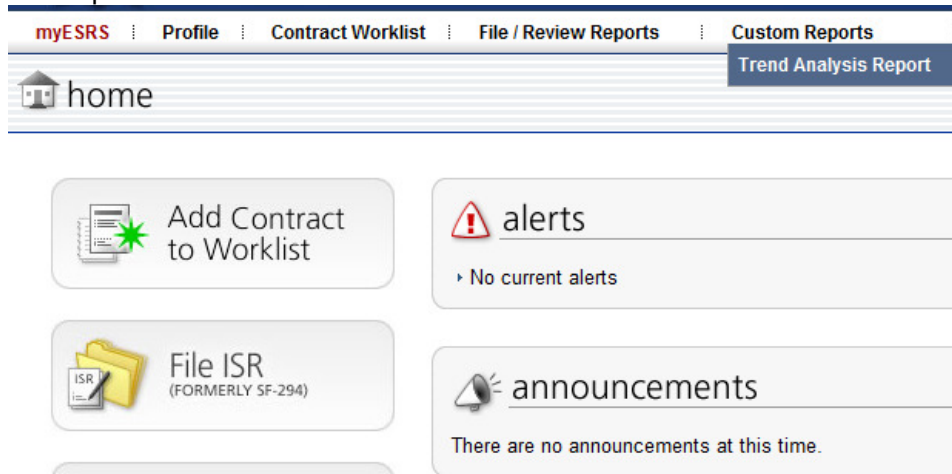 myESRS Profile Contract Worklist File / Review Reports Custom Reports
Trend Analysis Report
home
Add Contract
to Worklist
alerts
No current alerts
ISR
File ISR
(FORMERLY SF-294)
announcements
There are no announcements at this time.